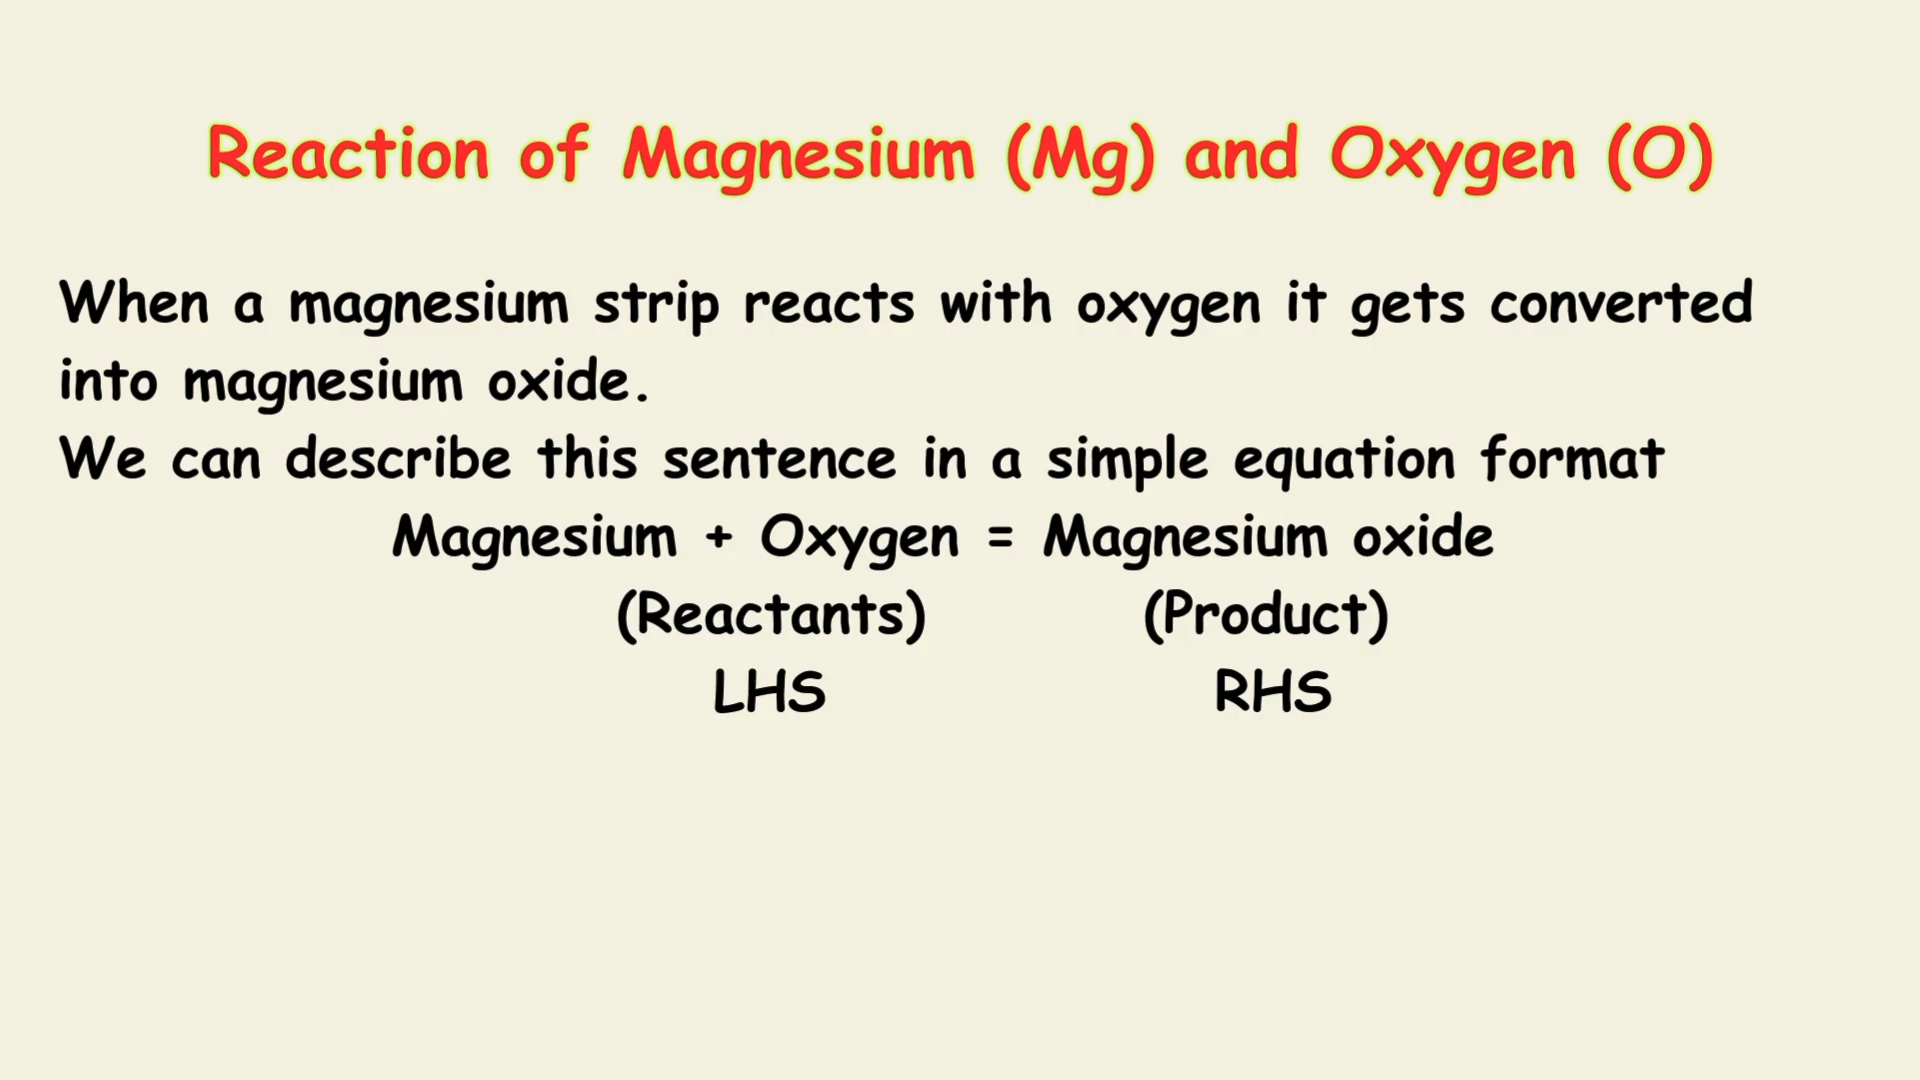 Reaction of Magnesium (Mg) and Oxygen (O)
When a magnesium strip reacts with oxygen it gets converted
into magnesium oxide.
We can describe this sentence in a simple equation format
Magnesium + Oxygen = Magnesium oxide
(Reactants) (Product)
LHS RHS